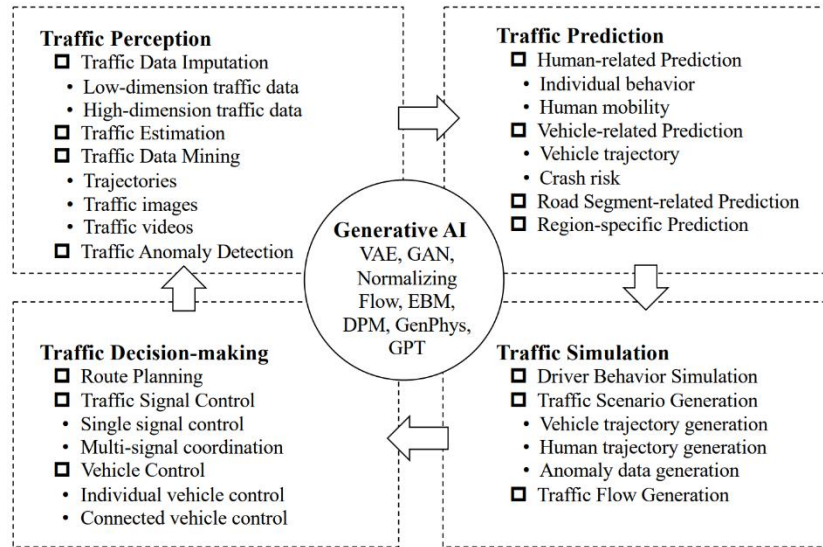 Traffic Perception
Traffic Data Imputation
• Low-dimension traffic data
• High-dimension traffic data
Traffic Estimation
Traffic Data Mining
• Trajectories
• Traffic images
• Traffic videos
Traffic Anomaly Detection
Traffic Prediction
Human-related Prediction
• Individual behavior
• Human mobility
Vehicle-related Prediction
• Vehicle trajectory
• Crash risk
Road Segment-related Prediction
Region-specific Prediction
Generative AI
VAE, GAN,
Normalizing
Flow, EBM,
DPM, GenPhys,
GPT
Traffic Decision-making
Route Planning
Traffic Signal Control
• Single signal control
• Multi-signal coordination
Vehicle Control
• Individual vehicle control
• Connected vehicle control
Traffic Simulation
Driver Behavior Simulation
Traffic Scenario Generation
• Vehicle trajectory generation
• Human trajectory generation
• Anomaly data generation
Traffic Flow Generation